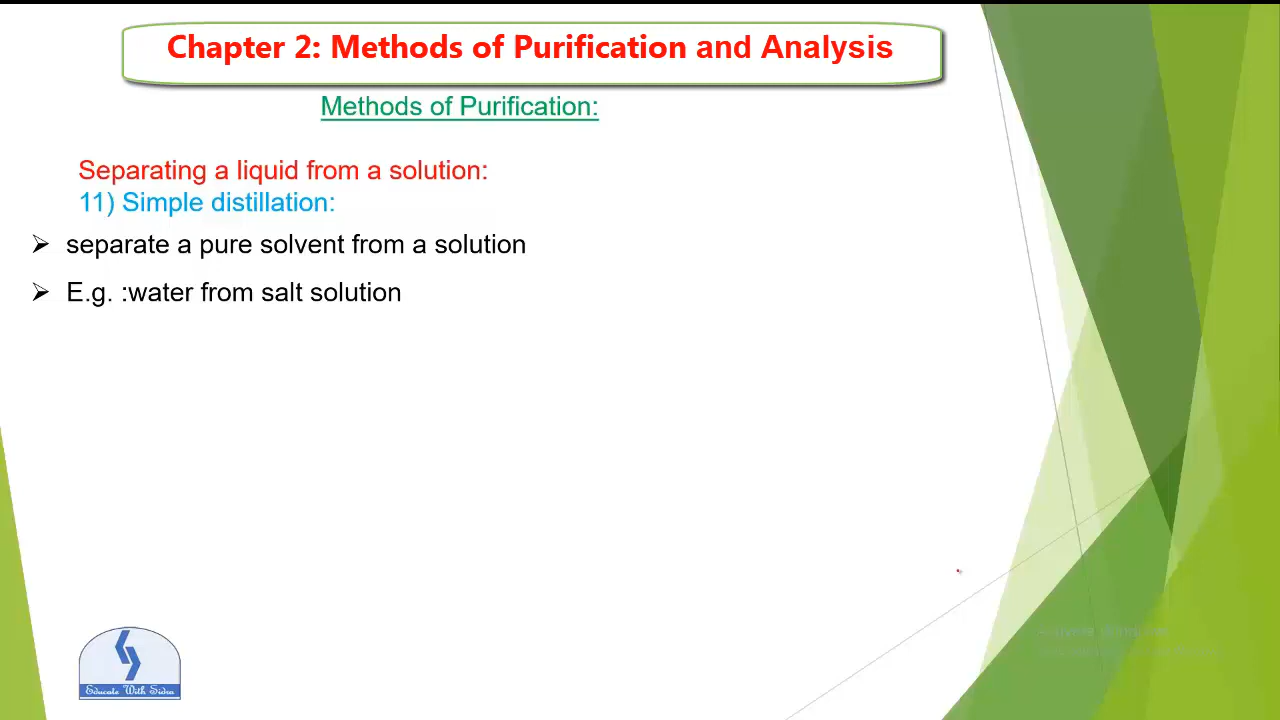 Chapter 2: Methods of Purification and Analysis
Methods of Purification:
Separating a liquid from a solution:
11) Simple distillation:
➢ separate a pure solvent from a solution
➢ E.g. :water from salt solution
Educate With Sidra